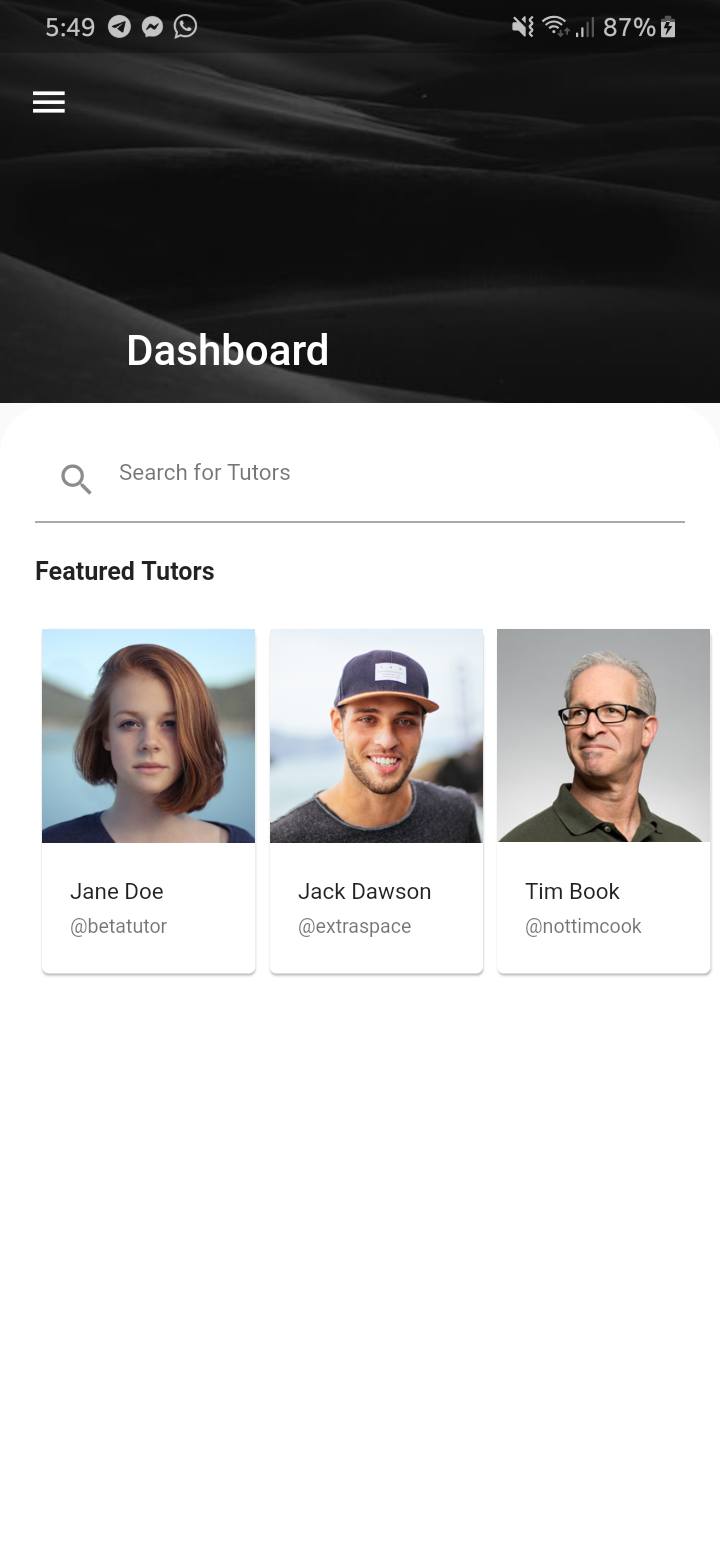 5:49 87%
Dashboard
Search for Tutors
Featured Tutors
Jane Doe Jack Dawson Tim Book
@betatutor @extraspace @nottimcook